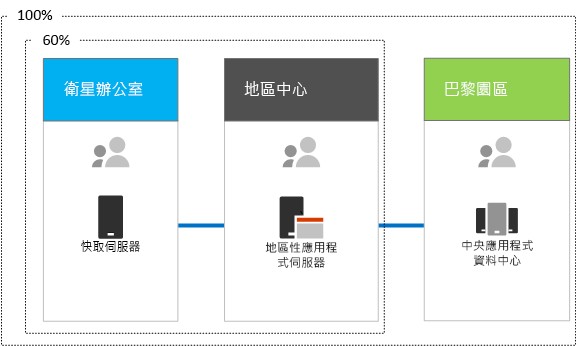 100%
60%
衛星辦公室
地區中心
巴黎園區
快取伺服器
地區性應用程
式伺服器
中央應用程式
資料中心